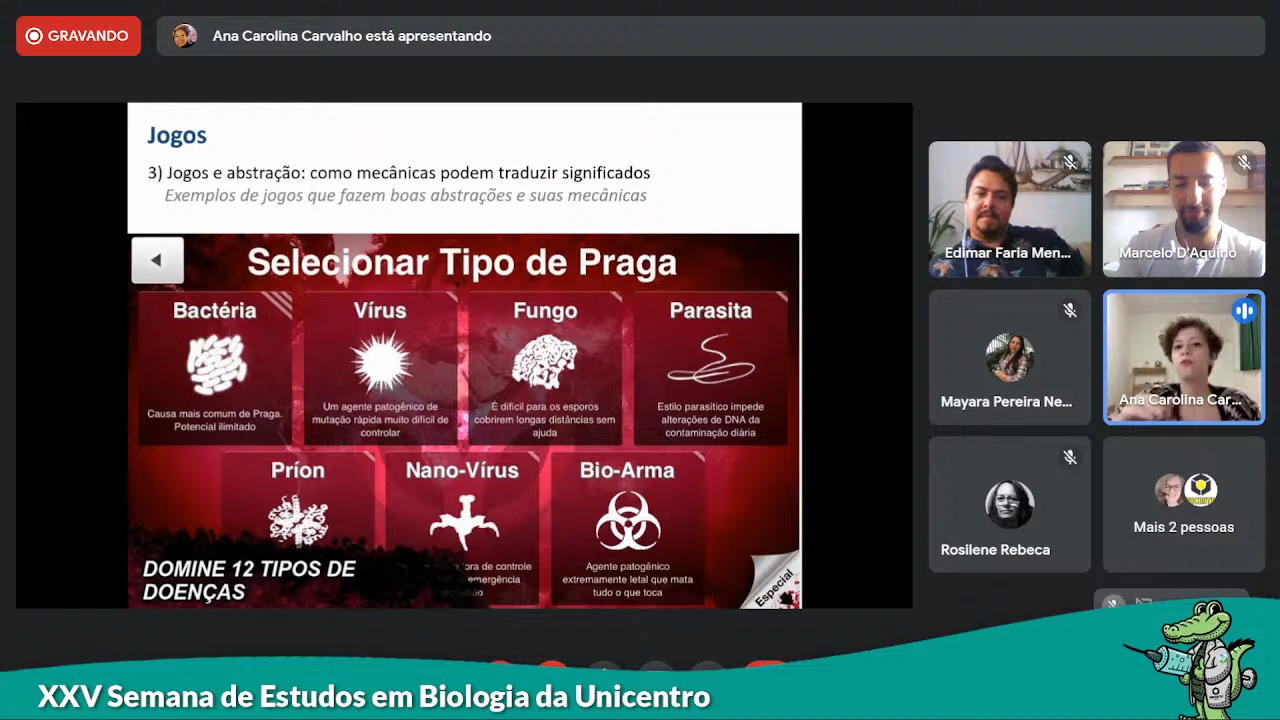 GRAVANDO
Ana Carolina Carvalho está apresentando
Jogos
3) Jogos e abstração: como mecânicas podem traduzir significados
Exemplos de jogos que fazem boas abstrações e suas mecânicas
Selecionar Tipo de Praga
Bactéria
Causa mais comum de Praga.
Potencial ilimitado
Vírus
Um agente patogênico de
mutação rápida muito difícil de
controlar
Fungo
É difícil para os esporos
cobrirem longas distâncias sem
ajuda
Parasita
Estilo parasítico impede
alterações de DNA da
contaminação diária
Príon
Nano-Vírus
de controle
emergência
Bio-Arma
Agente patogênico
extremamente letal que mata
tudo o que toca
DOMINE 12 TIPOS DE
DOENÇAS
Especial
Edimar Faria Men...
Marcelo D'Aquino
Mayara Pereira Ne...
Ana Carolina Car...
Rosilene Rebeca
Mais 2 pessoas
XXV Semana de Estudos em Biologia da Unicentro